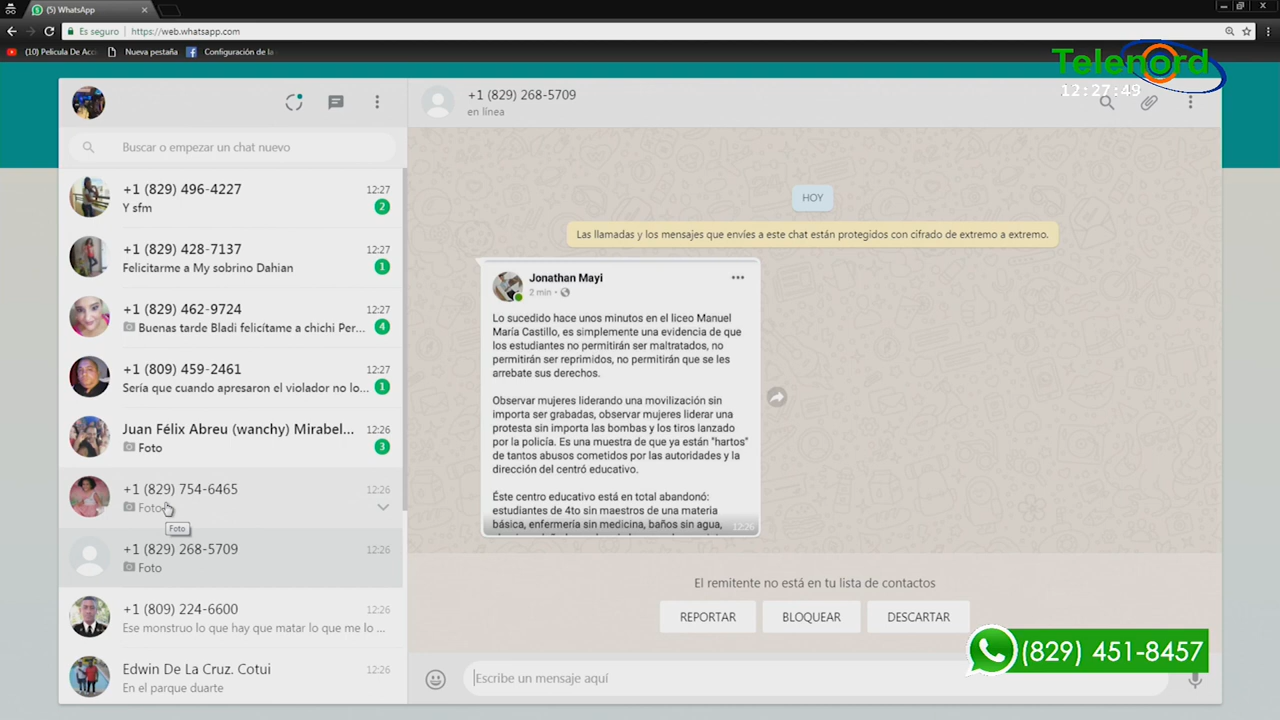 (5) WhatsApp
Es seguro
https://web.whatsapp.com
(10) Pelicula De Acc
Nueva pestaña
Configuración de la
Telenord
12:27:49
Buscar o empezar un chat nuevo
+1 (829) 496-4227
12:27
Y sfm
2
+1 (829) 428-7137
12:27
Felicitarme a My sobrino Dahian
1
+1 (829) 462-9724
12:27
Buenas tarde Bladi felicítame a chichi Per...
4
+1 (809) 459-2461
12:27
Sería que cuando apresaron el violador no lo...
1
Juan Félix Abreu (wanchy) Mirabel...
12:26
Foto
3
+1 (829) 754-6465
12:26
Foto
Foto
+1 (829) 268-5709
12:26
Foto
+1 (809) 224-6600
12:26
Ese monstruo lo que hay que matar lo que me lo ...
Edwin De La Cruz. Cotui
12:26
En el parque duarte
+1 (829) 268-5709
en línea
HOY
Las llamadas y los mensajes que envíes a este chat están protegidos con cifrado de extremo a extremo.
Jonathan Mayi
2 min
Lo sucedido hace unos minutos en el liceo Manuel
María Castillo, es simplemente una evidencia de que
los estudiantes no permitirán ser maltratados, no
permitirán ser reprimidos, no permitirán que se les
arrebate sus derechos.
Observar mujeres liderando una movilización sin
importa ser grabadas, observar mujeres liderar una
protesta sin importa las bombas y los tiros lanzado
por la policía. Es una muestra de que ya están "hartos"
de tantos abusos cometidos por las autoridades y la
dirección del centró educativo.
Éste centro educativo está en total abandonó:
estudiantes de 4to sin maestros de una materia
básica, enfermería sin medicina, baños sin agua,
12:26
El remitente no está en tu lista de contactos
REPORTAR
BLOQUEAR
DESCARTAR
(829) 451-8457
Escribe un mensaje aquí